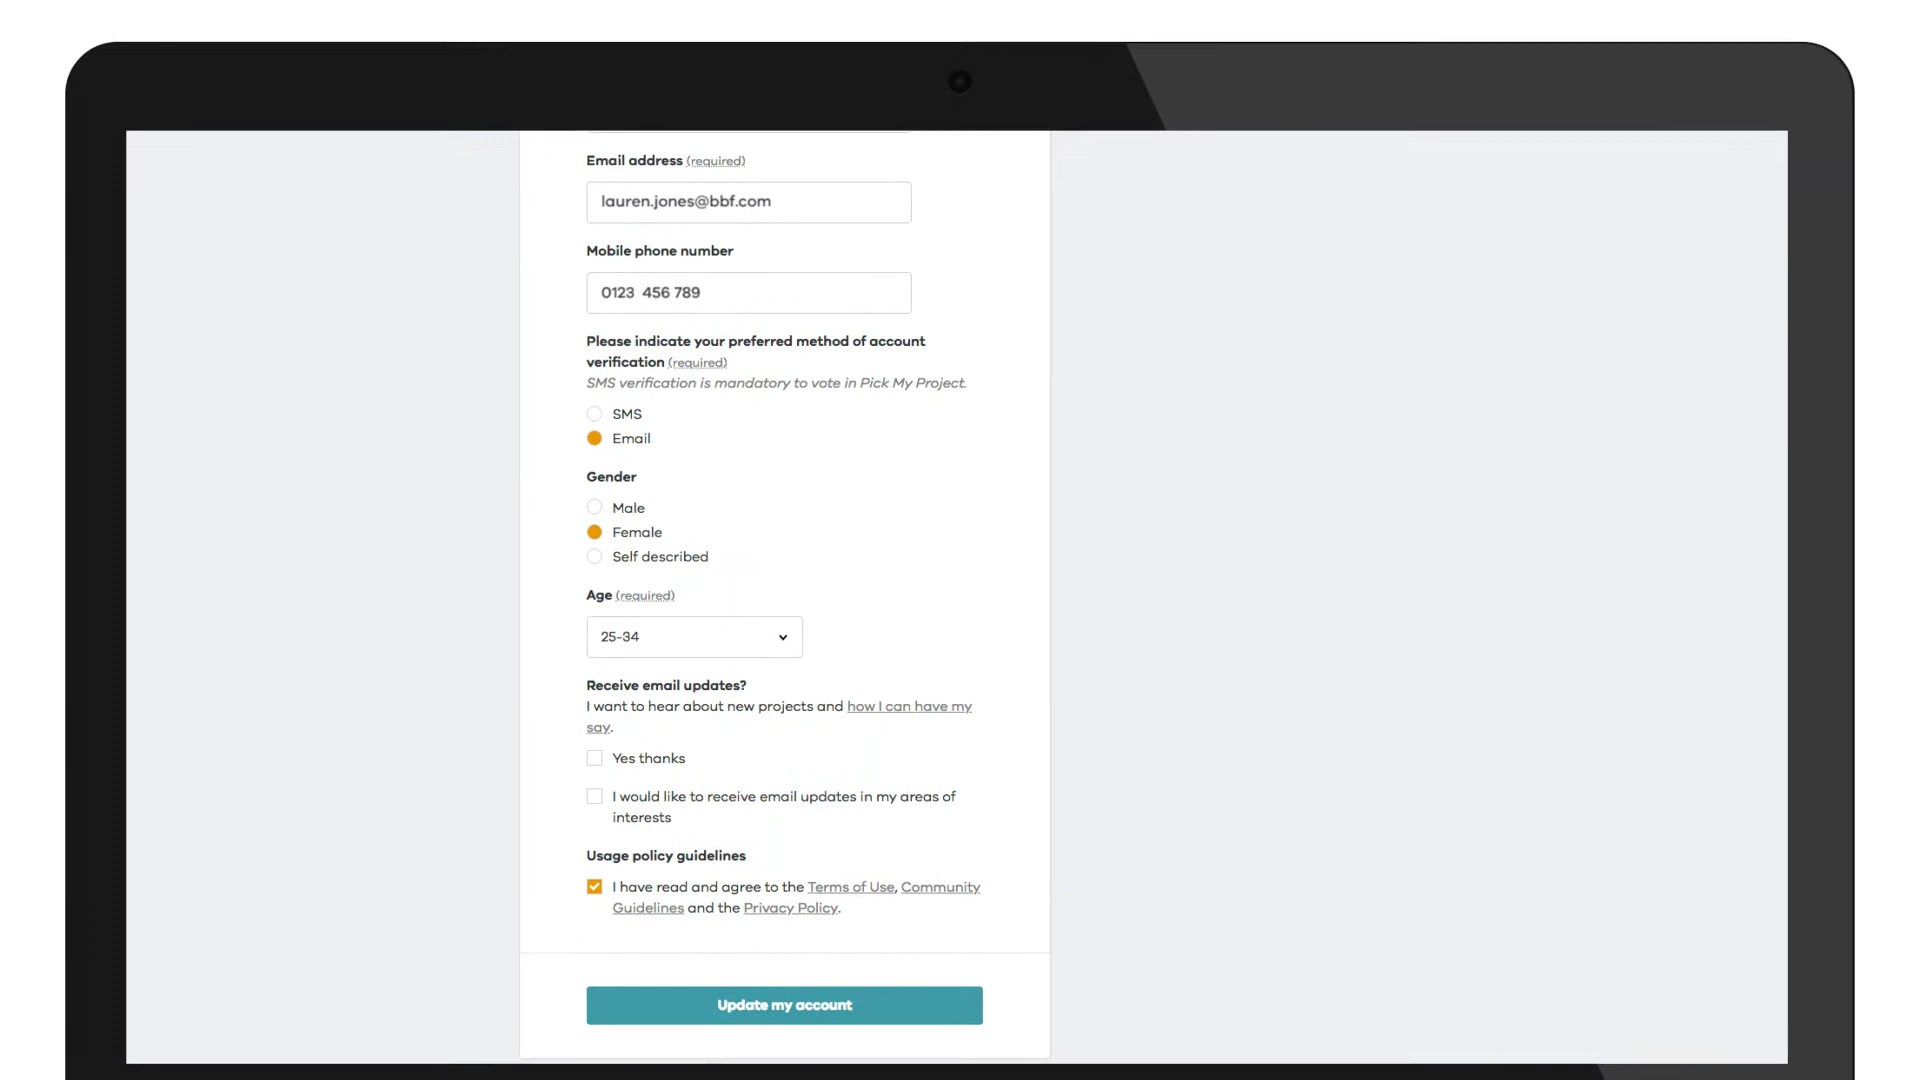 Email address (required)
lauren.jones@bbf.com
Mobile phone number
0123  456 789
Please indicate your preferred method of account
verification (required)
SMS verification is mandatory to vote in Pick My Project.
SMS
Email
Gender
Male
Female
Self described
Age (required)
25-34
Receive email updates?
I want to hear about new projects and how I can have my
say.
Yes thanks
I would like to receive email updates in my areas of
interests
Usage policy guidelines
I have read and agree to the Terms of Use, Community
Guidelines and the Privacy Policy.
Update my account